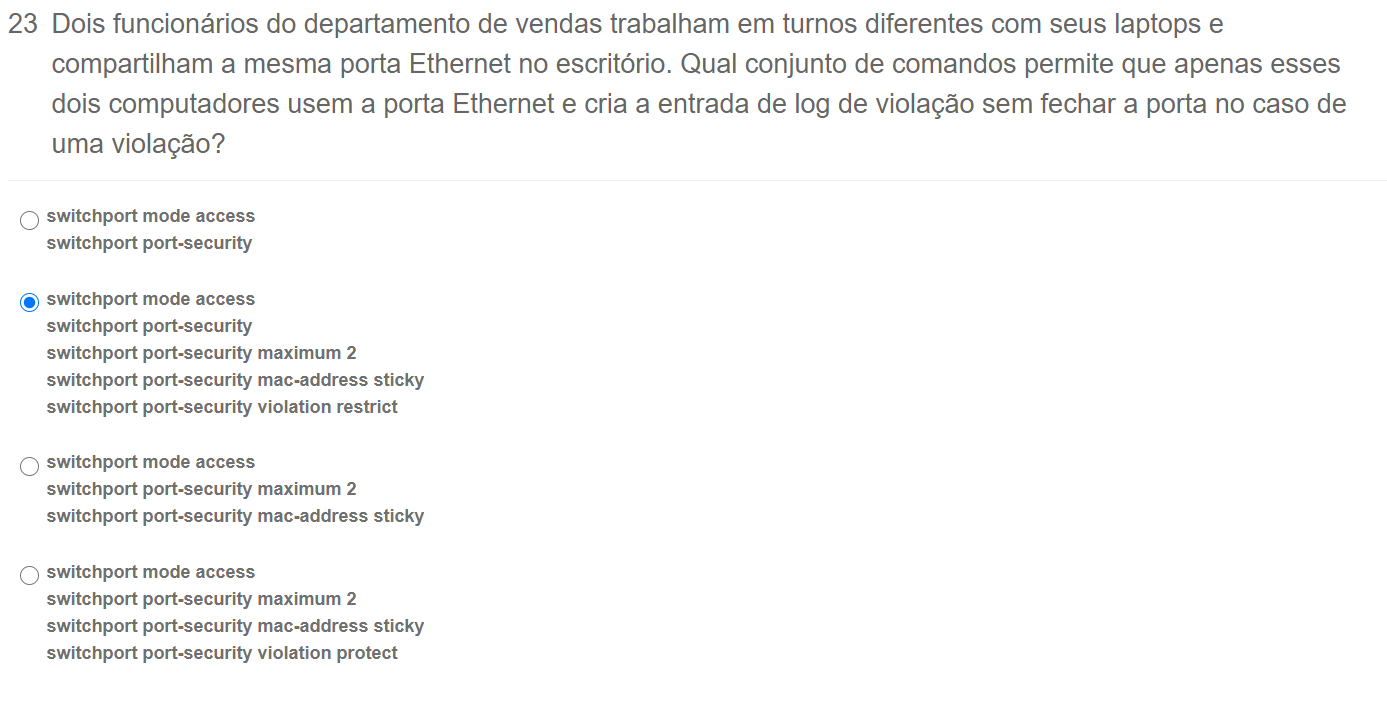 23 Dois funcionários do departamento de vendas trabalham em turnos diferentes com seus laptops e
compartilham a mesma porta Ethernet no escritório. Qual conjunto de comandos permite que apenas esses
dois computadores usem a porta Ethernet e cria a entrada de log de violação sem fechar a porta no caso de
uma violação?
switchport mode access
switchport port-security
switchport mode access
switchport port-security
switchport port-security maximum 2
switchport port-security mac-address sticky
switchport port-security violation restrict
switchport mode access
switchport port-security maximum 2
switchport port-security mac-address sticky
switchport mode access
switchport port-security maximum 2
switchport port-security mac-address sticky
switchport port-security violation protect